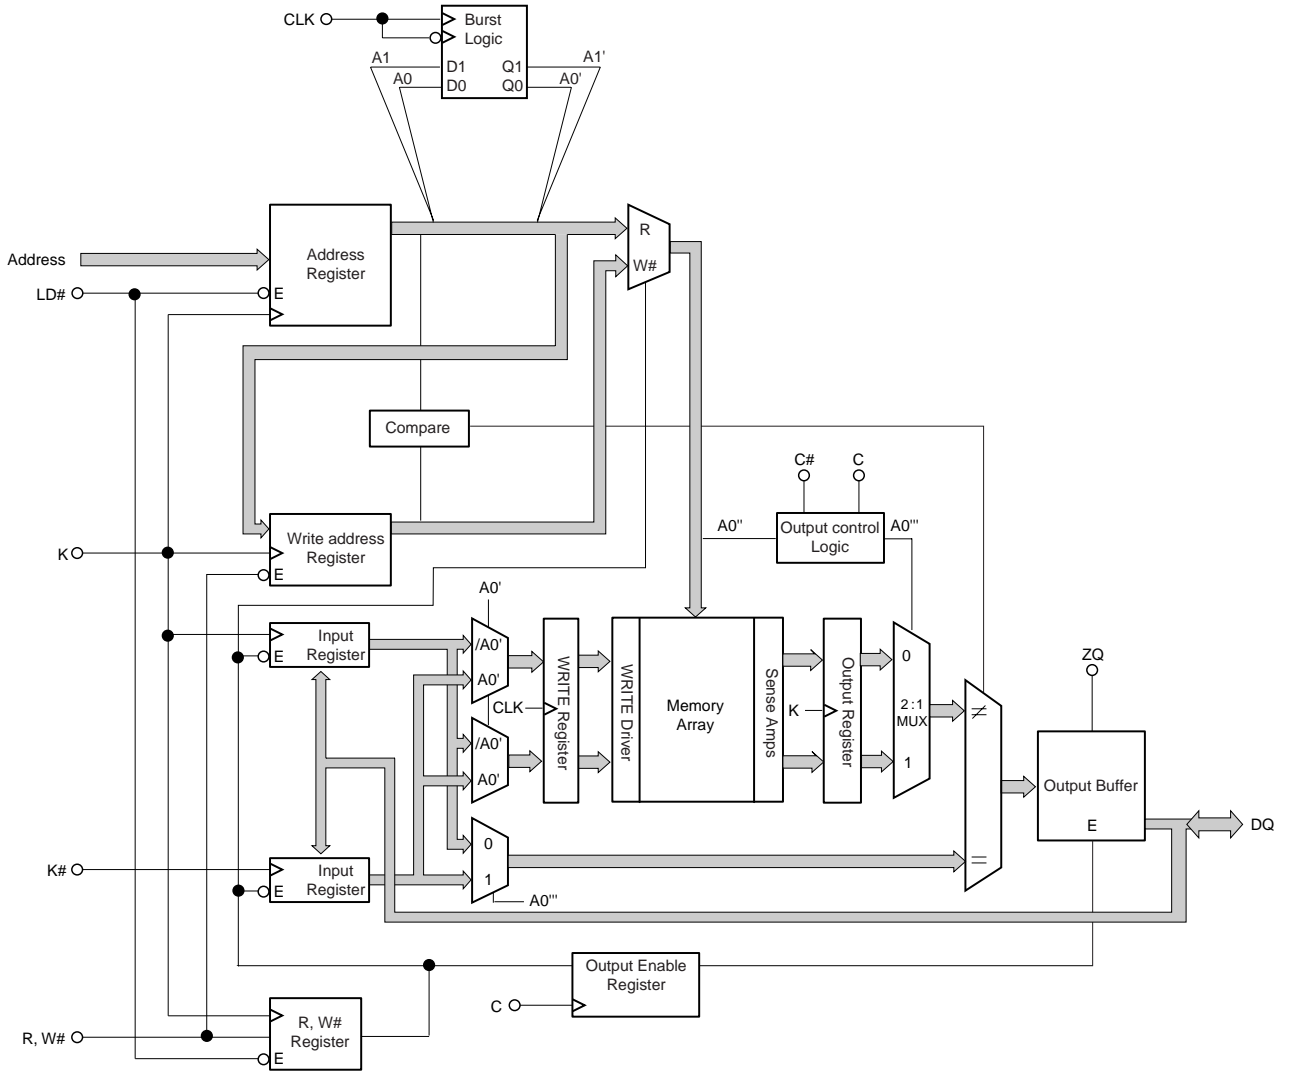 CLK
Burst
Logic
A1
D1
Q1
A1'
A0
D0
Q0
A0'
R
Address
Address
Register
W#
LD#
E
Compare
C#
C
A0''
Output control
Logic
A0'''
Write address
Register
K
E
A0'
Input
Register
E
/A0'
A0'
CLK
/A0'
A0'
WRITE Register
WRITE Driver
Memory
Array
Sense Amps
K
Output Register
0
2:1
MUX
1
≠
ZQ
Output Buffer
E
DQ
K#
Input
Register
E
0
1
=
A0'''
Output Enable
Register
C
R, W#
R, W#
Register
E